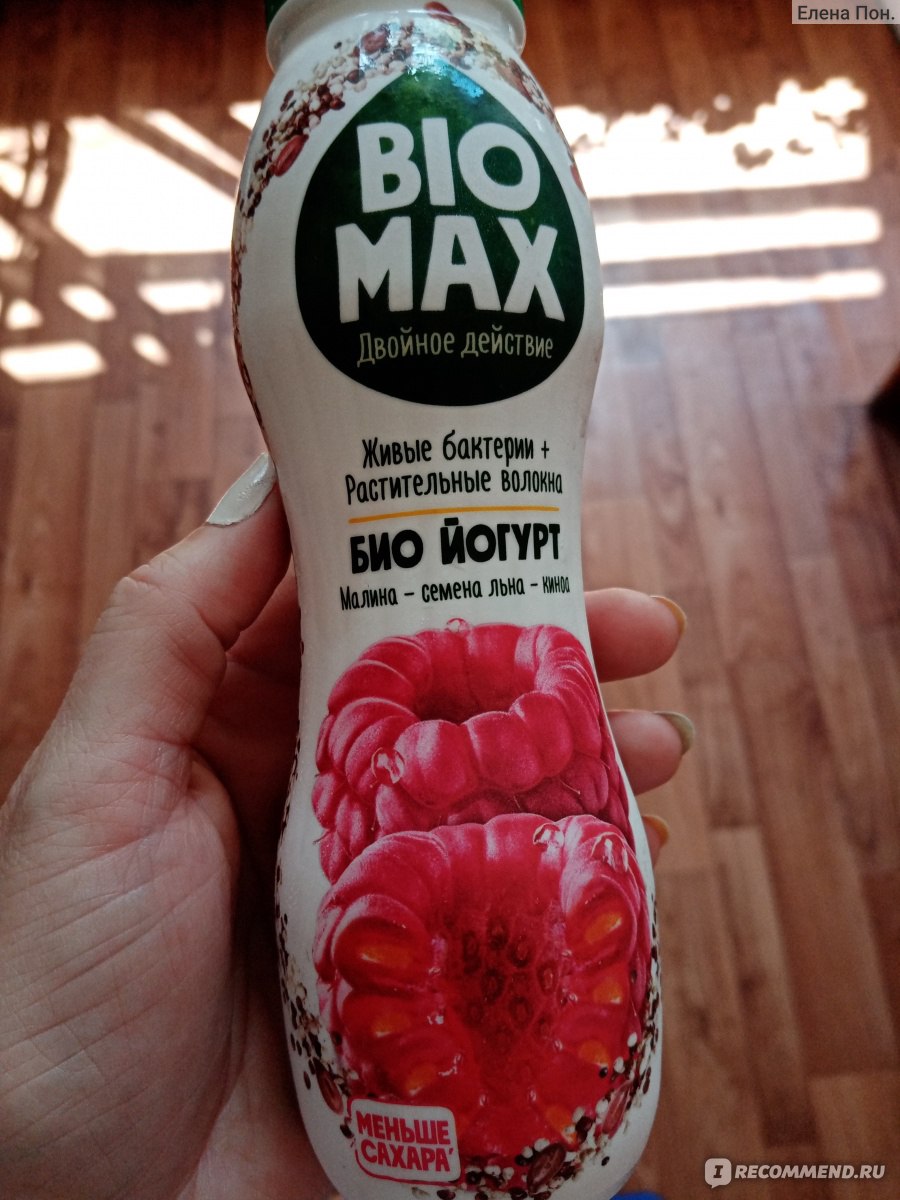 Елена Пон.
BIO
MAX
Двойное действие
Живые бактерии +
Растительные волокна
БИО ЙОГУРТ
Малина – семена льна – киноа
МЕНЬШЕ
САХАРА*
I RECOMMEND.RU